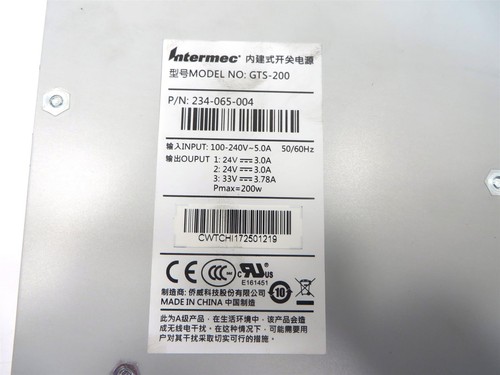 Intermec 内建式开关电源
型号MODEL NO: GTS-200
P/N: 234-065-004
输入INPUT: 100-240V~5.0A 50/60Hz
输出OUPUT 1: 24V⎓3.0A
2: 24V⎓3.0A
3: 33V⎓3.78A
Pmax=200w
CWTCHI172501219
CE CCC c RU us 10
E161451
制造商: 侨威科技股份有限公司
MADE IN CHINA 中国制造
此为A级产品, 在生活环境中, 该产品会造
成无线电干扰。在这种情况下, 可能需要用
户对其干扰采取切实可行的措施。